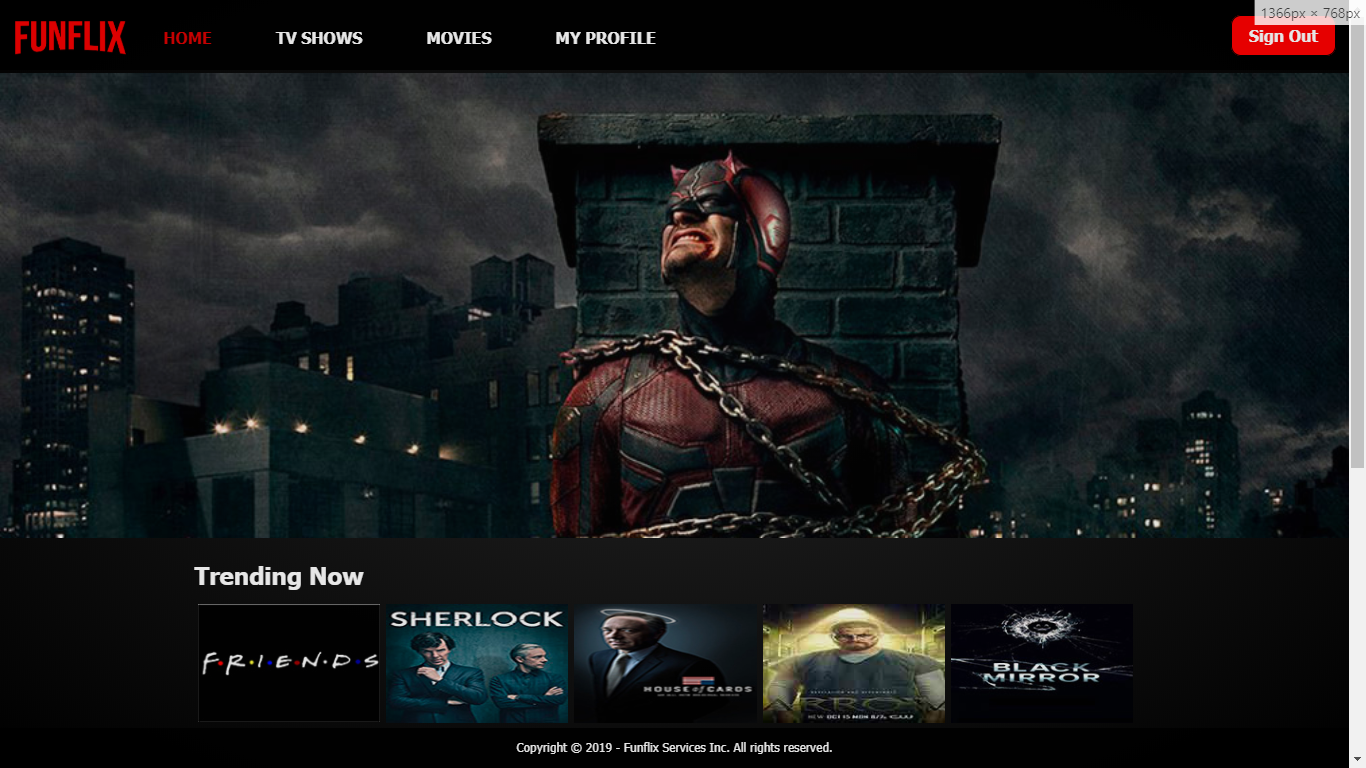 1366px × 768px
FUNFLIX HOME TV SHOWS MOVIES MY PROFILE Sign Out
Trending Now
F·R·I·E·N·D·S
SHERLOCK
HOUSE of CARDS
ARROW
BLACK
MIRROR
Copyright © 2019 - Funflix Services Inc. All rights reserved.